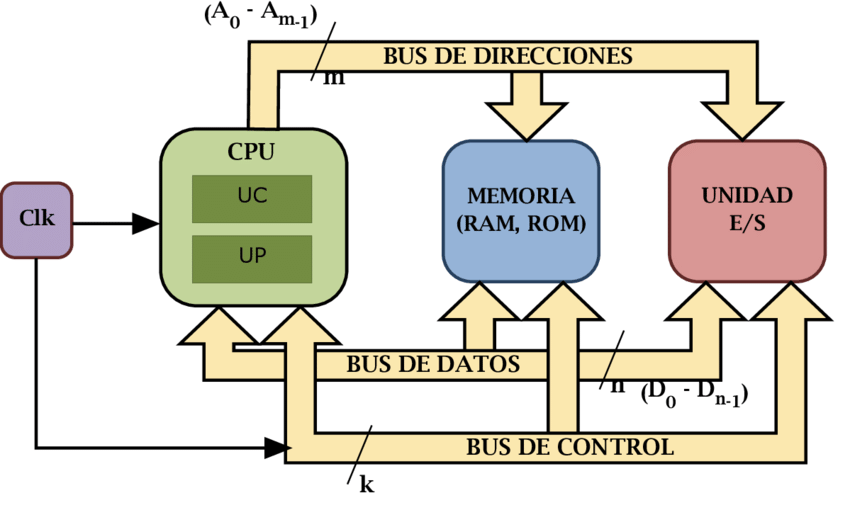 (A0 - Am-1)
m
BUS DE DIRECCIONES
CPU
UC
UP
Clk
MEMORIA
(RAM, ROM)
UNIDAD
E/S
BUS DE DATOS
n
(D0 - Dn-1)
BUS DE CONTROL
k